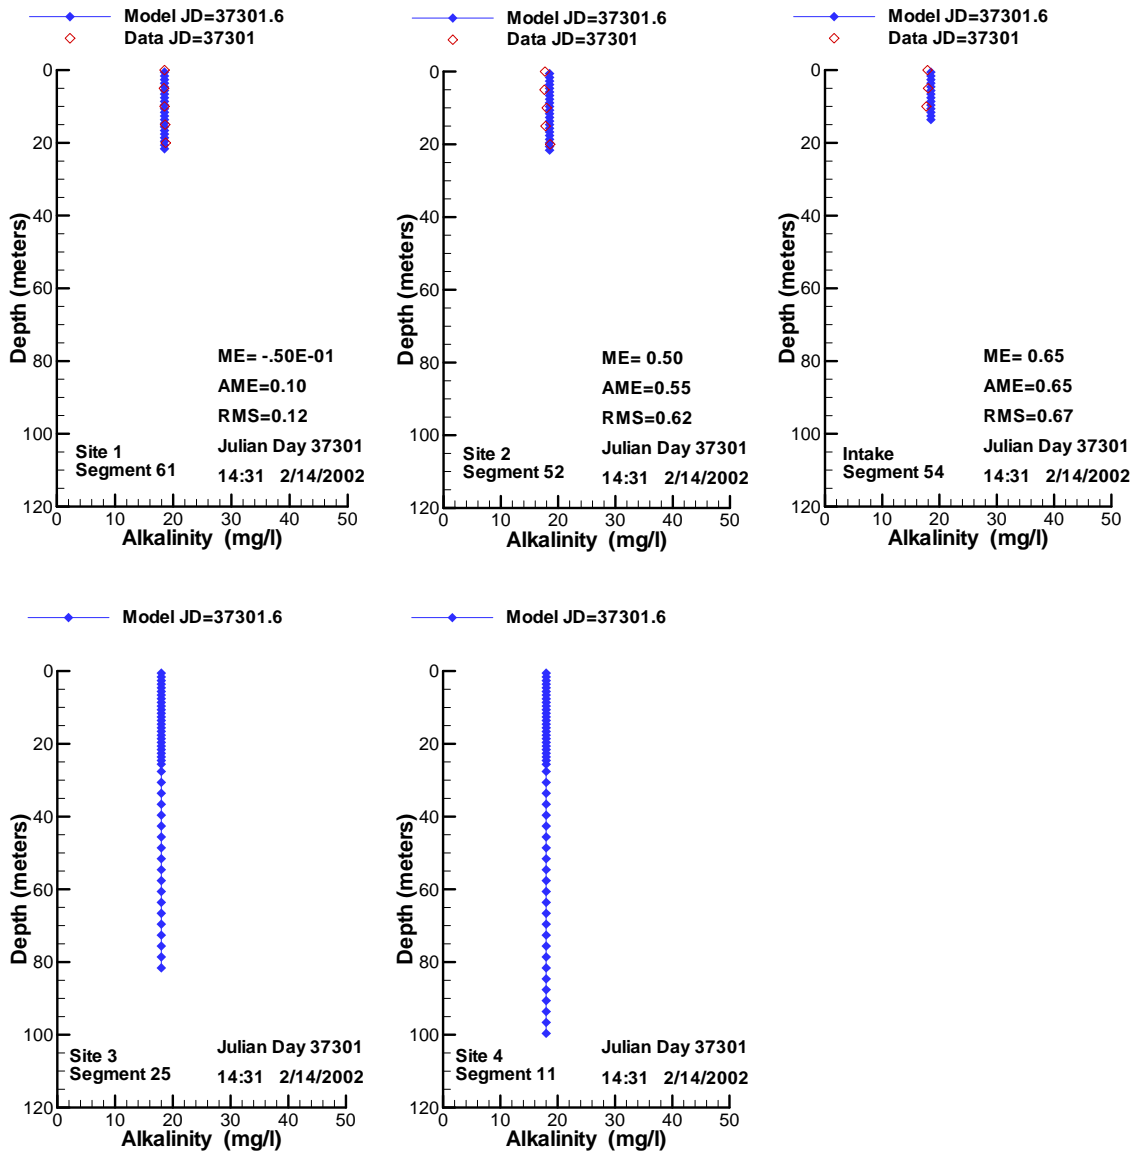 Model JD=37301.6
Data JD=37301
0
20
40
60
80
100
120
Depth (meters)
ME= -.50E-01
AME=0.10
RMS=0.12
Site 1
Segment 61
Julian Day 37301
14:31 2/14/2002
0 10 20 30 40 50
Alkalinity (mg/l)
Model JD=37301.6
Data JD=37301
0
20
40
60
80
100
120
Depth (meters)
ME= 0.50
AME=0.55
RMS=0.62
Site 2
Segment 52
Julian Day 37301
14:31 2/14/2002
0 10 20 30 40 50
Alkalinity (mg/l)
Model JD=37301.6
Data JD=37301
0
20
40
60
80
100
120
Depth (meters)
ME= 0.65
AME=0.65
RMS=0.67
Intake
Segment 54
Julian Day 37301
14:31 2/14/2002
0 10 20 30 40 50
Alkalinity (mg/l)
Model JD=37301.6
0
20
40
60
80
100
120
Depth (meters)
Site 3
Segment 25
Julian Day 37301
14:31 2/14/2002
0 10 20 30 40 50
Alkalinity (mg/l)
Model JD=37301.6
0
20
40
60
80
100
120
Depth (meters)
Site 4
Segment 11
Julian Day 37301
14:31 2/14/2002
0 10 20 30 40 50
Alkalinity (mg/l)